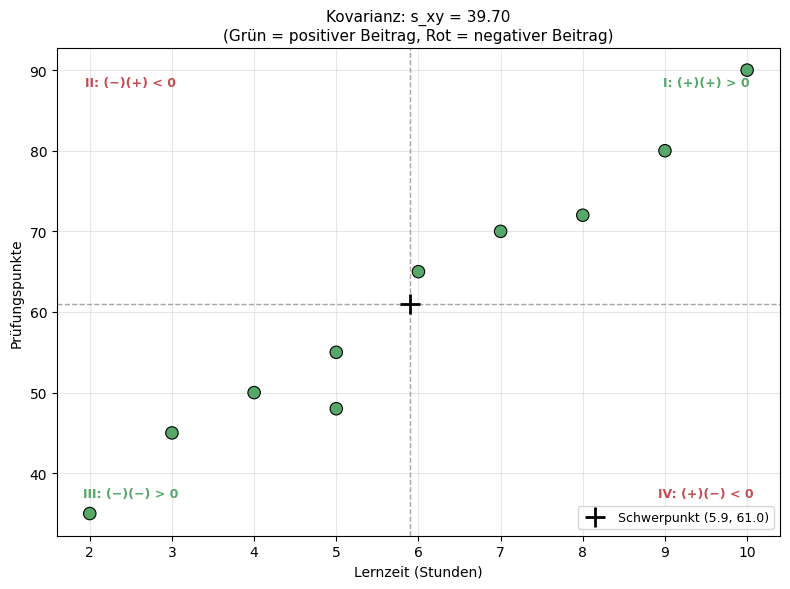 Kovarianz: s_xy = 39.70
(Grün = positiver Beitrag, Rot = negativer Beitrag)
II: (−)(+) < 0
I: (+)(+) > 0
90
80
70
60
50
40
Prüfungspunkte
III: (−)(−) > 0
IV: (+)(−) < 0
Schwerpunkt (5.9, 61.0)
2 3 4 5 6 7 8 9 10
Lernzeit (Stunden)